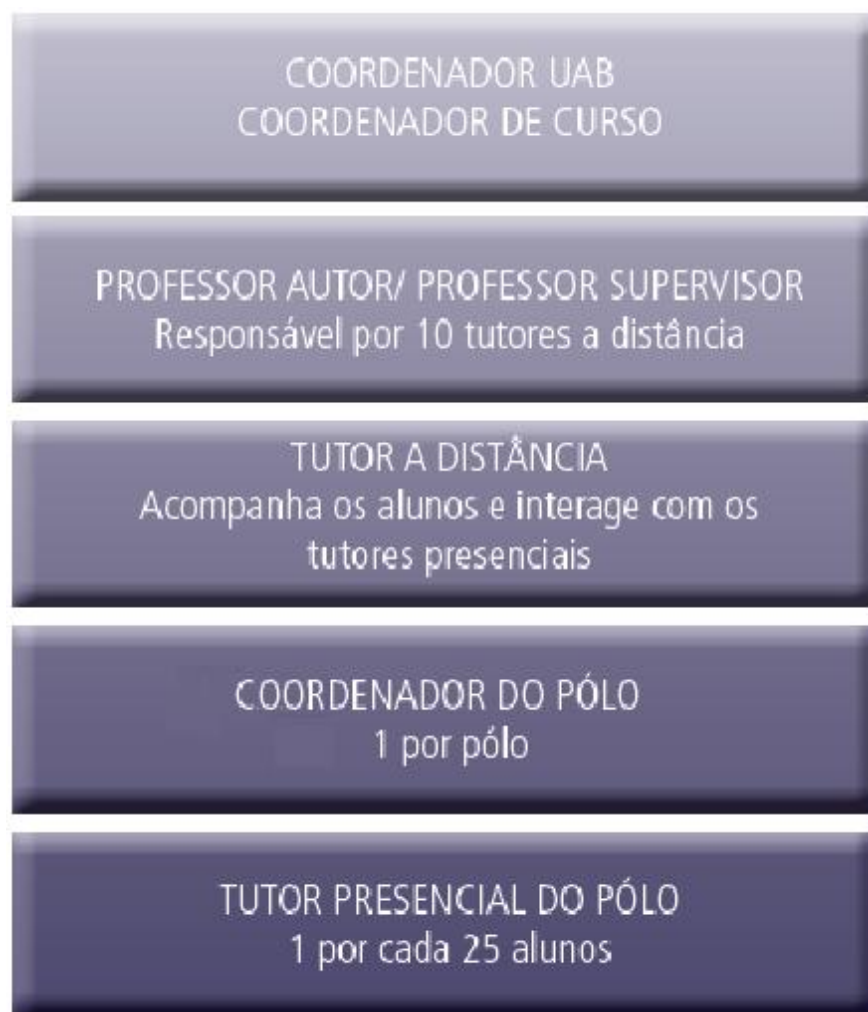 COORDENADOR UAB
COORDENADOR DE CURSO
PROFESSOR AUTOR/ PROFESSOR SUPERVISOR
Responsável por 10 tutores a distância
TUTOR A DISTÂNCIA
Acompanha os alunos e interage com os
tutores presenciais
COORDENADOR DO PÓLO
1 por pólo
TUTOR PRESENCIAL DO PÓLO
1 por cada 25 alunos